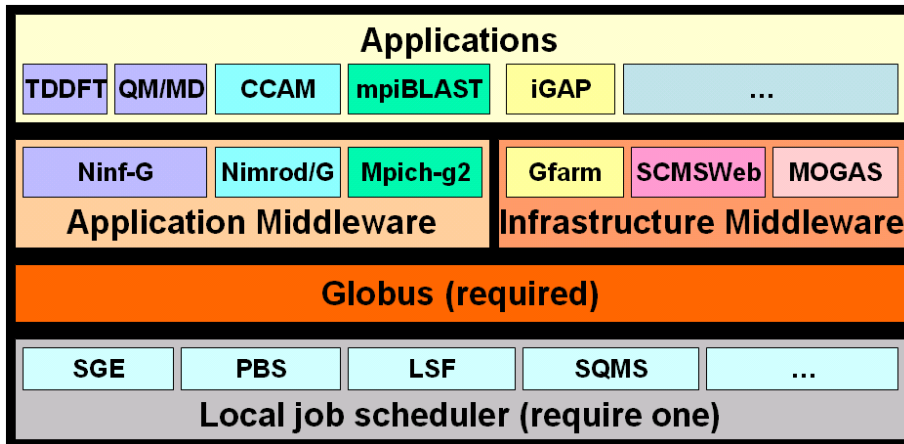 Applications
TDDFT QM/MD CCAM mpiBLAST iGAP ...
Ninf-G Nimrod/G Mpich-g2 Gfarm SCMSWeb MOGAS
Application Middleware Infrastructure Middleware
Globus (required)
SGE PBS LSF SQMS ...
Local job scheduler (require one)